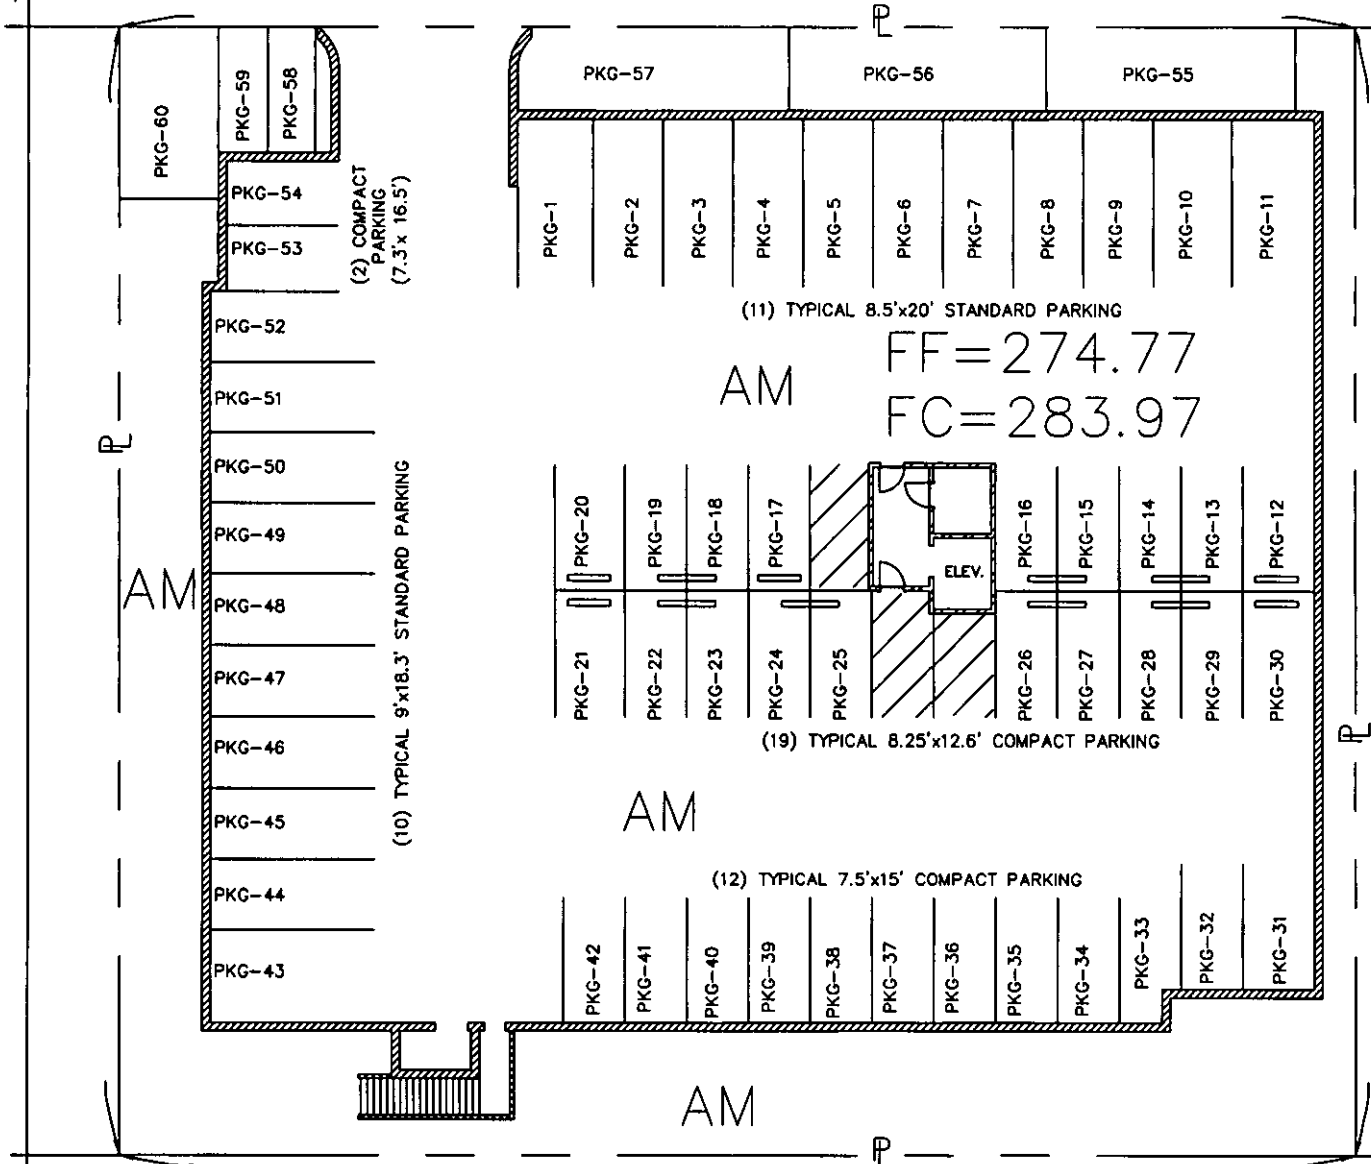 PL
PKG-60
PKG-59
PKG-58
PKG-57
PKG-56
PKG-55
PKG-54
PKG-53
(2) COMPACT
PARKING
(7.3'x 16.5')
PKG-1
PKG-2
PKG-3
PKG-4
PKG-5
PKG-6
PKG-7
PKG-8
PKG-9
PKG-10
PKG-11
(11) TYPICAL 8.5'x20' STANDARD PARKING
FF=274.77
FC=283.97
AM
PL
PKG-52
PKG-51
PKG-50
PKG-49
PKG-48
PKG-47
PKG-46
PKG-45
PKG-44
PKG-43
AM
(10) TYPICAL 9'x18.3' STANDARD PARKING
PKG-20
PKG-19
PKG-18
PKG-17
ELEV.
PKG-16
PKG-15
PKG-14
PKG-13
PKG-12
PKG-21
PKG-22
PKG-23
PKG-24
PKG-25
PKG-26
PKG-27
PKG-28
PKG-29
PKG-30
(19) TYPICAL 8.25'x12.6' COMPACT PARKING
PL
AM
(12) TYPICAL 7.5'x15' COMPACT PARKING
PKG-42
PKG-41
PKG-40
PKG-39
PKG-38
PKG-37
PKG-36
PKG-35
PKG-34
PKG-33
PKG-32
PKG-31
AM
PL